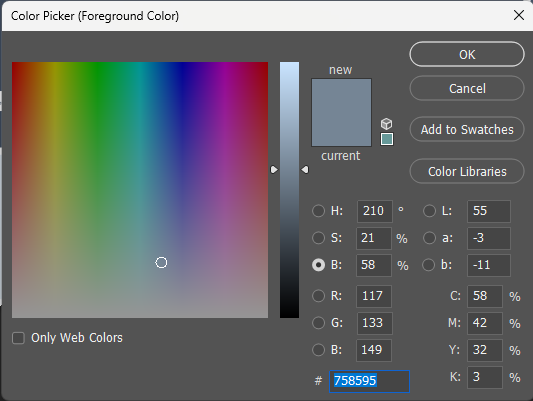 Color Picker (Foreground Color)
new
current
OK
Cancel
Add to Swatches
Color Libraries
H: 210 °
S: 21 %
B: 58 %
R: 117
G: 133
B: 149
# 758595
L: 55
a: -3
b: -11
C: 58 %
M: 42 %
Y: 32 %
K: 3 %
Only Web Colors